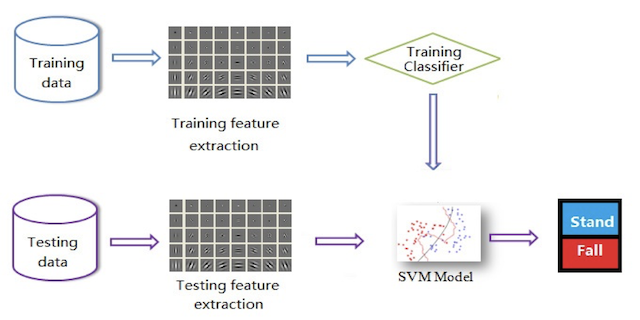 Training
data
Training feature
extraction
Training
Classifier
Testing
data
Testing feature
extraction
SVM Model
Stand
Fall